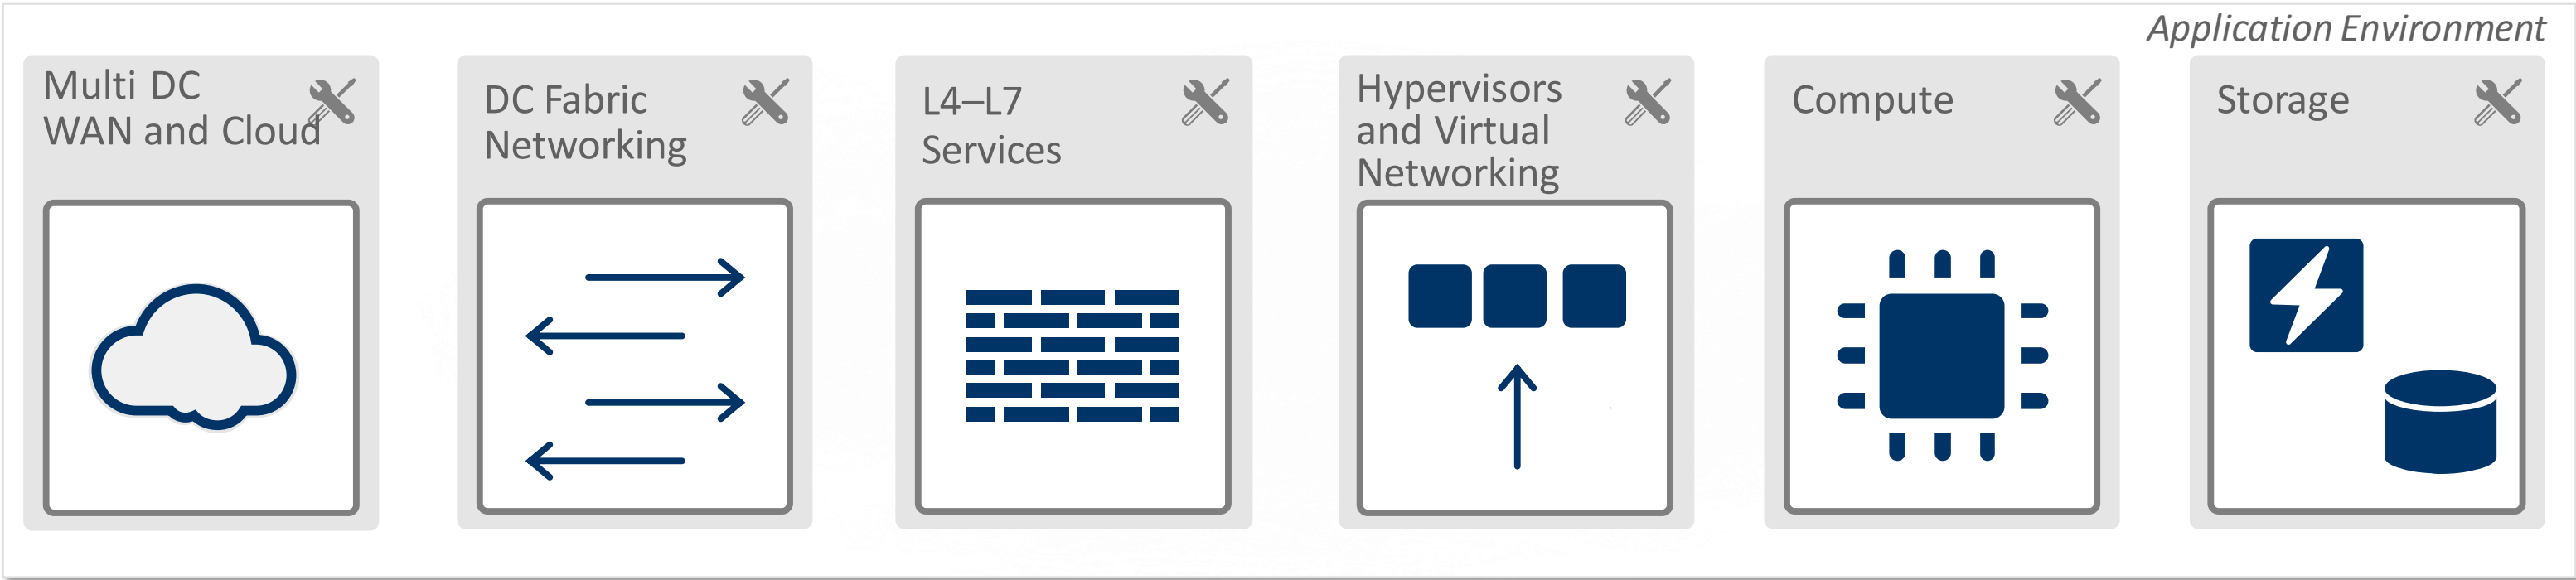 Application Environment
Multi DC
WAN and Cloud
DC Fabric
Networking
L4–L7
Services
Hypervisors
and Virtual
Networking
Compute
Storage